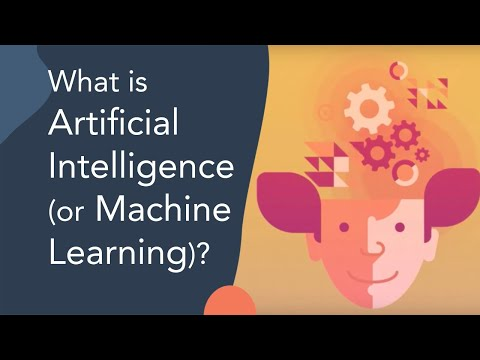 What is
Artificial
Intelligence
(or Machine
Learning)?